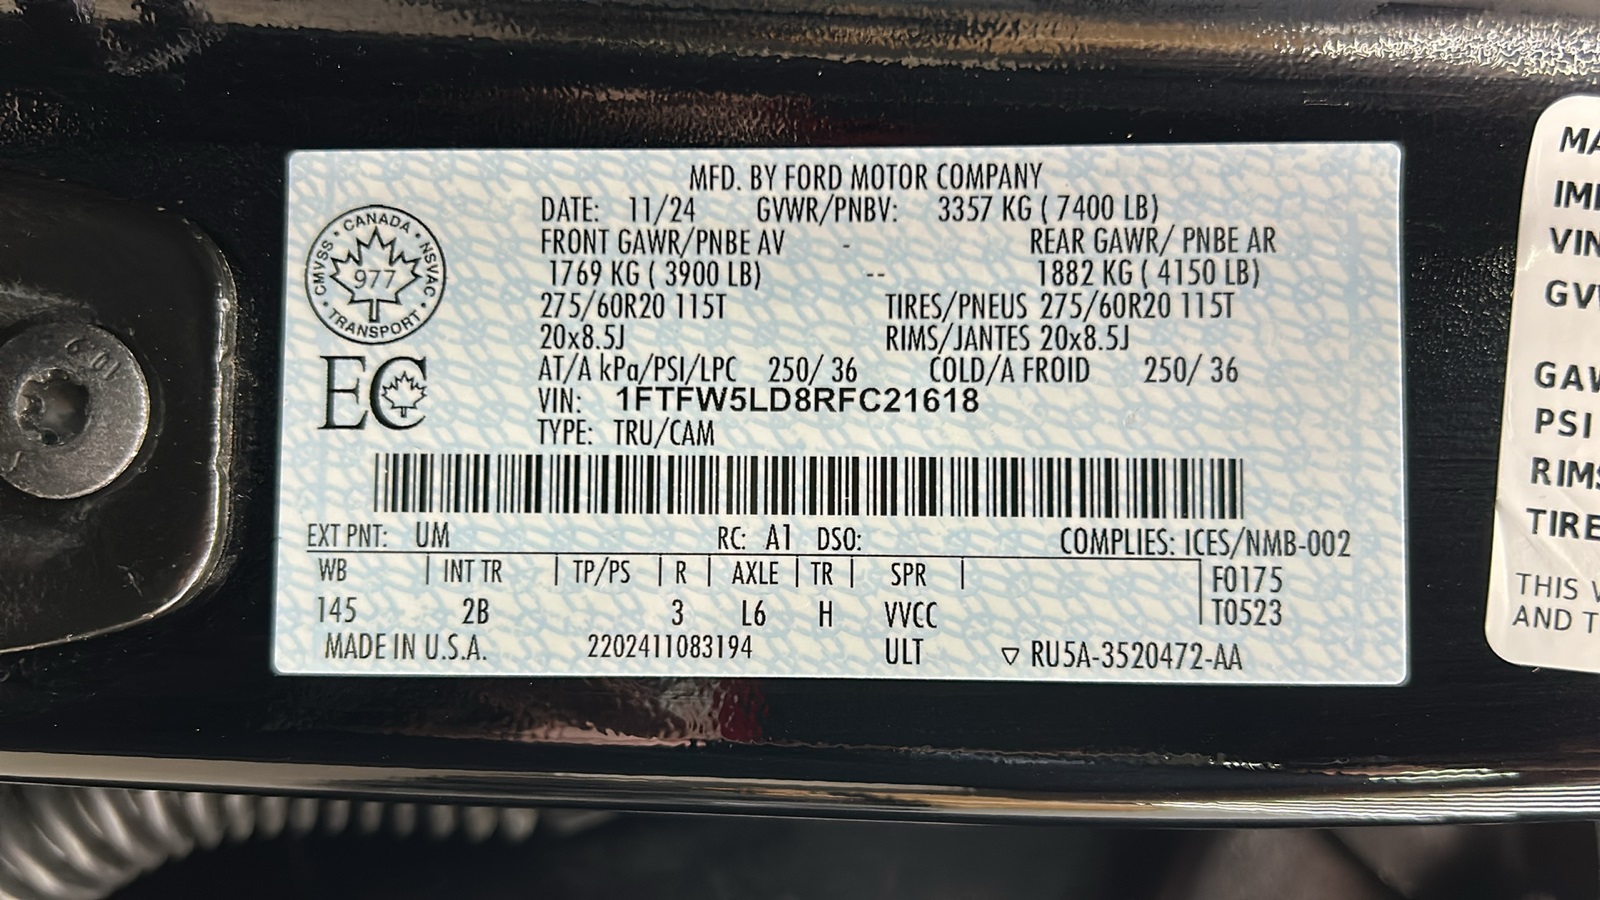 MFD. BY FORD MOTOR COMPANY
DATE: 11/24 GVWR/PNBV: 3357 KG ( 7400 LB)
FRONT GAWR/PNBE AV - REAR GAWR/ PNBE AR
1769 KG ( 3900 LB) -- 1882 KG ( 4150 LB)
275/60R20 115T TIRES/PNEUS 275/60R20 115T
20x8.5J RIMS/JANTES 20x8.5J
AT/A kPa/PSI/LPC 250/ 36 COLD/A FROID 250/ 36
VIN: 1FTFW5LD8RFC21618
TYPE: TRU/CAM
CANADA • NSVAC • TRANSPORT • CMVSS •
977
EC
EXT PNT: UM RC: A1 DSO: COMPLIES: ICES/NMB-002
WB | INT TR | TP/PS | R | AXLE | TR | SPR | F0175
145 2B 3 L6 H VVCC T0523
MADE IN U.S.A. 2202411083194 ULT ▽ RU5A-3520472-AA
10.9
MA
IM
VIN
GV
GAW
PSI
RIMS
TIRE
THIS V
AND T